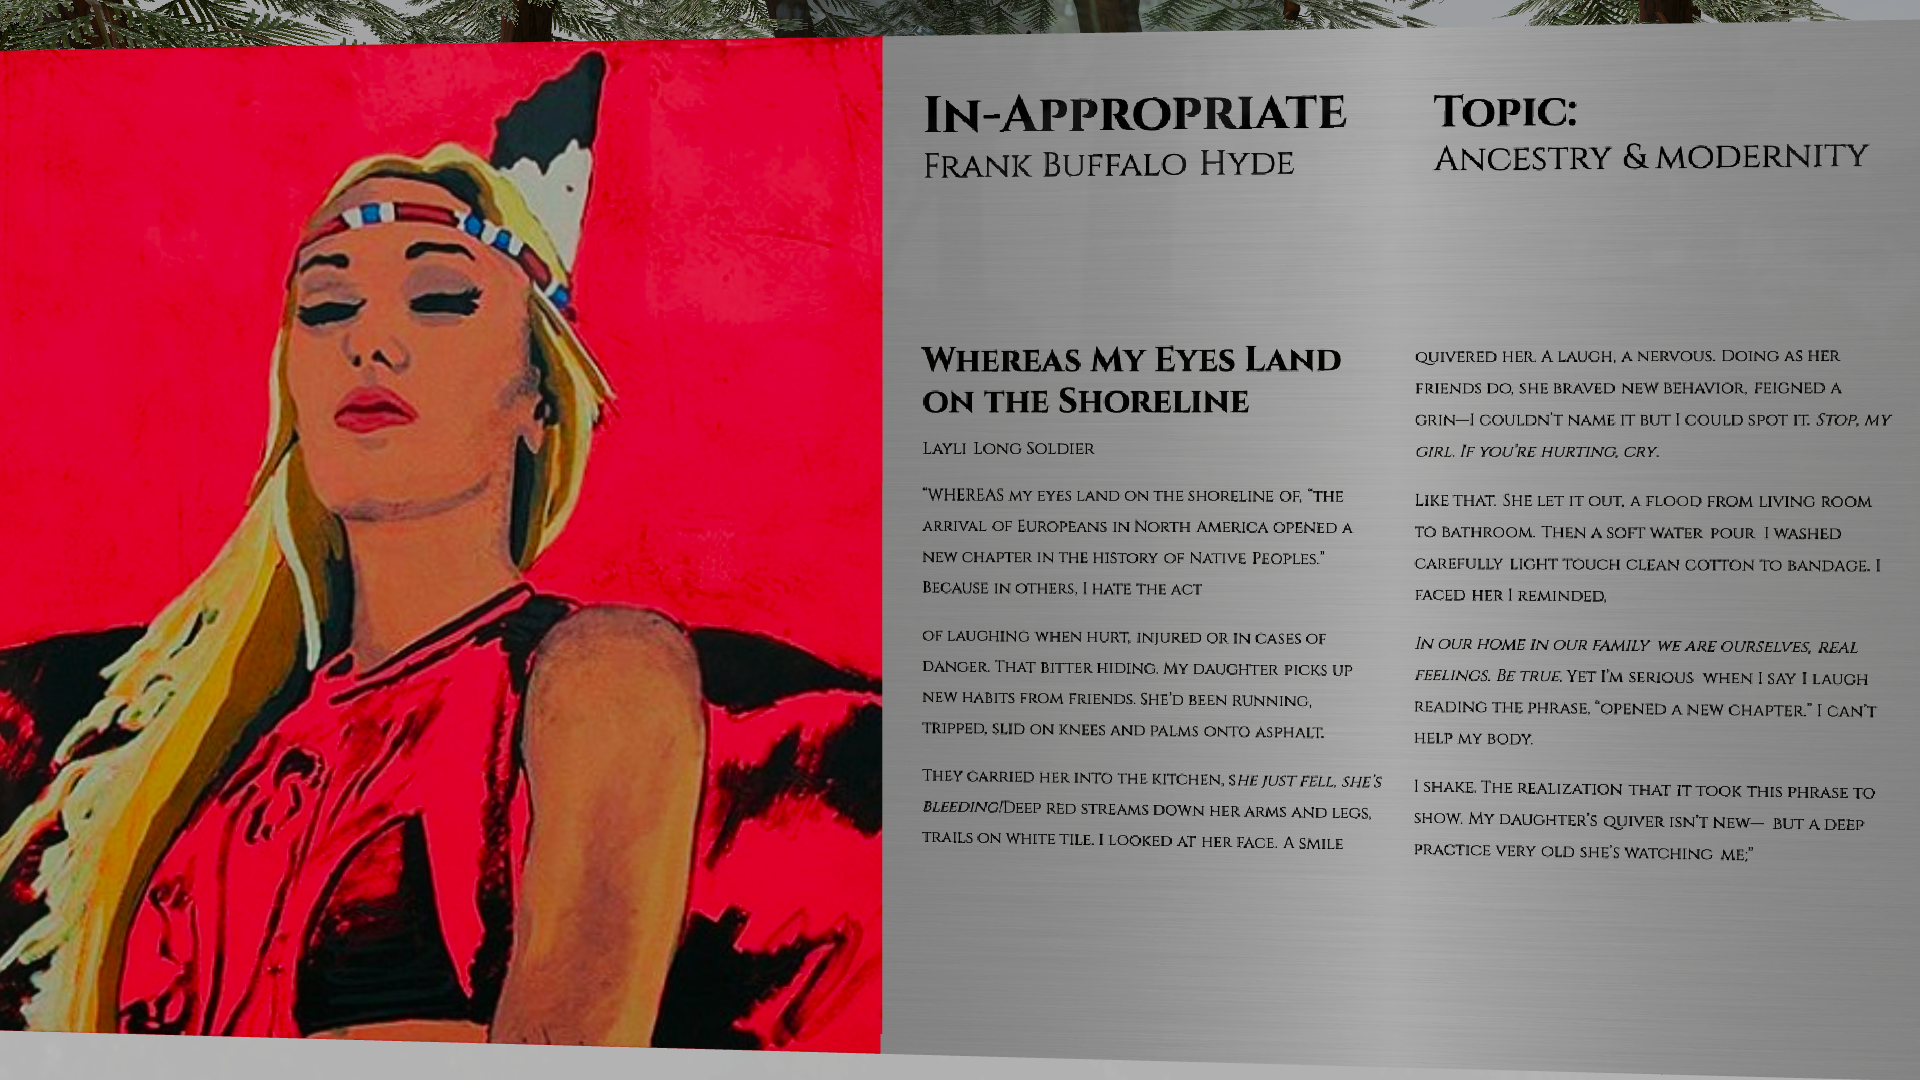 In-Appropriate
Frank Buffalo Hyde
Topic:
Ancestry & modernity
Whereas My Eyes Land
on the Shoreline
Layli Long Soldier
“WHEREAS my eyes land on the shoreline of, “the
arrival of Europeans in North America opened a
new chapter in the history of Native Peoples.”
Because in others, I hate the act
of laughing when hurt, injured or in cases of
danger. That bitter hiding. My daughter picks up
new habits from friends. She’d been running,
tripped, slid on knees and palms onto asphalt.
They carried her into the kitchen, she just fell, she’s
bleeding!Deep red streams down her arms and legs,
trails on white tile. I looked at her face. A smile
quivered her. A laugh, a nervous. Doing as her
friends do, she braved new behavior, feigned a
grin—I couldn’t name it but I could spot it. Stop, my
girl. If you’re hurting, cry.
Like that. She let it out, a flood from living room
to bathroom. Then a soft water pour I washed
carefully light touch clean cotton to bandage. I
faced her I reminded,
In our home in our family we are ourselves, real
feelings. Be true. Yet I’m serious when I say I laugh
reading the phrase, “opened a new chapter.” I can’t
help my body.
I shake. The realization that it took this phrase to
show. My daughter’s quiver isn’t new— but a deep
practice very old she’s watching me;”